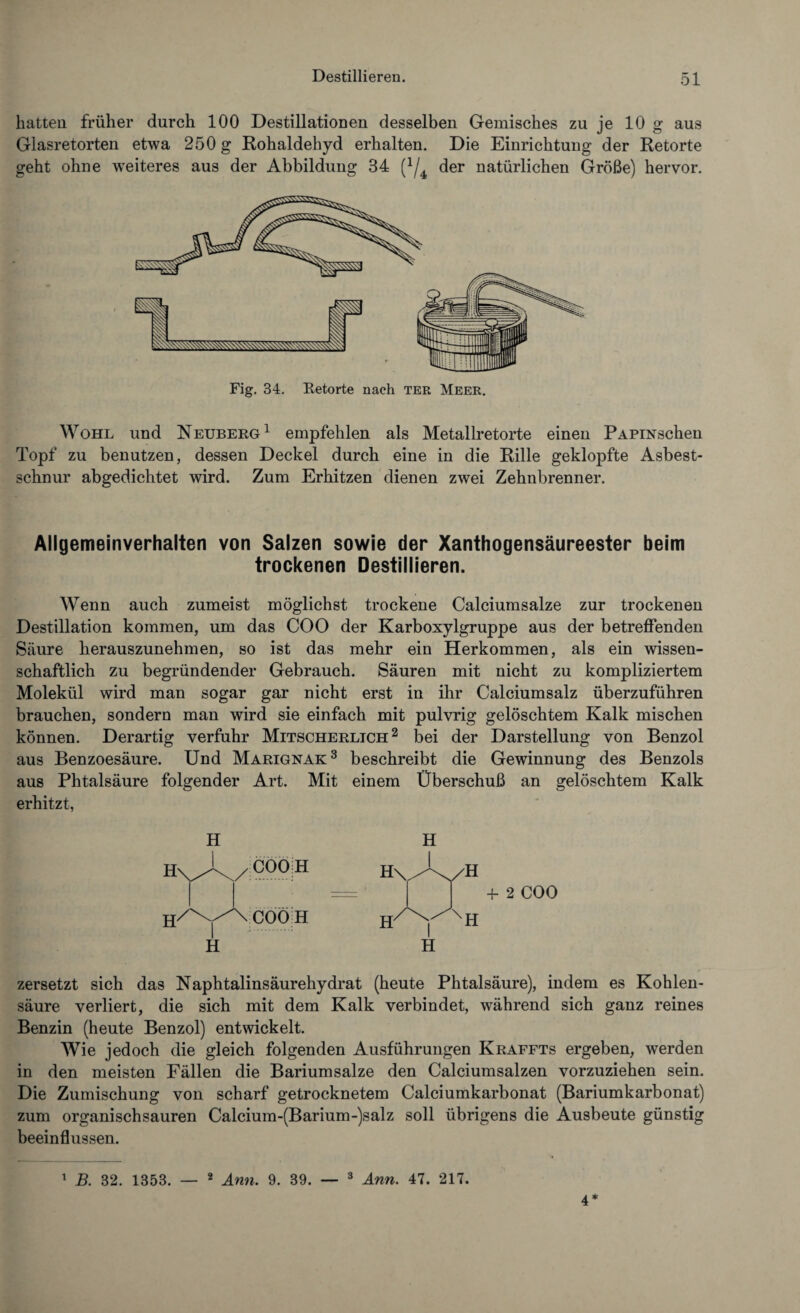 Destillieren. 51
hatten früher durch 100 Destillationen desselben Gemisches zu je 10 g aus
Glasretorten etwa 250 g Rohaldehyd erhalten. Die Einrichtung der Retorte
geht ohne weiteres aus der Abbildung 34 (1/4 der natürlichen Größe) hervor.
Fig. 34. Retorte nach TER MEER.
WOHL und NEUBERG¹ empfehlen als Metallretorte einen PAPINschen
Topf zu benutzen, dessen Deckel durch eine in die Rille geklopfte Asbest-
schnur abgedichtet wird. Zum Erhitzen dienen zwei Zehnbrenner.
Allgemeinverhalten von Salzen sowie der Xanthogensäureester beim
trockenen Destillieren.
Wenn auch zumeist möglichst trockene Calciumsalze zur trockenen
Destillation kommen, um das COO der Karboxylgruppe aus der betreffenden
Säure herauszunehmen, so ist das mehr ein Herkommen, als ein wissen-
schaftlich zu begründender Gebrauch. Säuren mit nicht zu kompliziertem
Molekül wird man sogar gar nicht erst in ihr Calciumsalz überzuführen
brauchen, sondern man wird sie einfach mit pulvrig gelöschtem Kalk mischen
können. Derartig verfuhr MITSCHERLICH² bei der Darstellung von Benzol
aus Benzoesäure. Und MARIGNAK³ beschreibt die Gewinnung des Benzols
aus Phtalsäure folgender Art. Mit einem Überschuß an gelöschtem Kalk
erhitzt,
H H
H COO H H H
= + 2 COO
H COO H H H
H H
zersetzt sich das Naphtalinsäurehydrat (heute Phtalsäure), indem es Kohlen-
säure verliert, die sich mit dem Kalk verbindet, während sich ganz reines
Benzin (heute Benzol) entwickelt.
Wie jedoch die gleich folgenden Ausführungen KRAFFTS ergeben, werden
in den meisten Fällen die Bariumsalze den Calciumsalzen vorzuziehen sein.
Die Zumischung von scharf getrocknetem Calciumkarbonat (Bariumkarbonat)
zum organischsauren Calcium-(Barium-)salz soll übrigens die Ausbeute günstig
beeinflussen.
¹ B. 32. 1353. — ² Ann. 9. 39. — ³ Ann. 47. 217.
4*